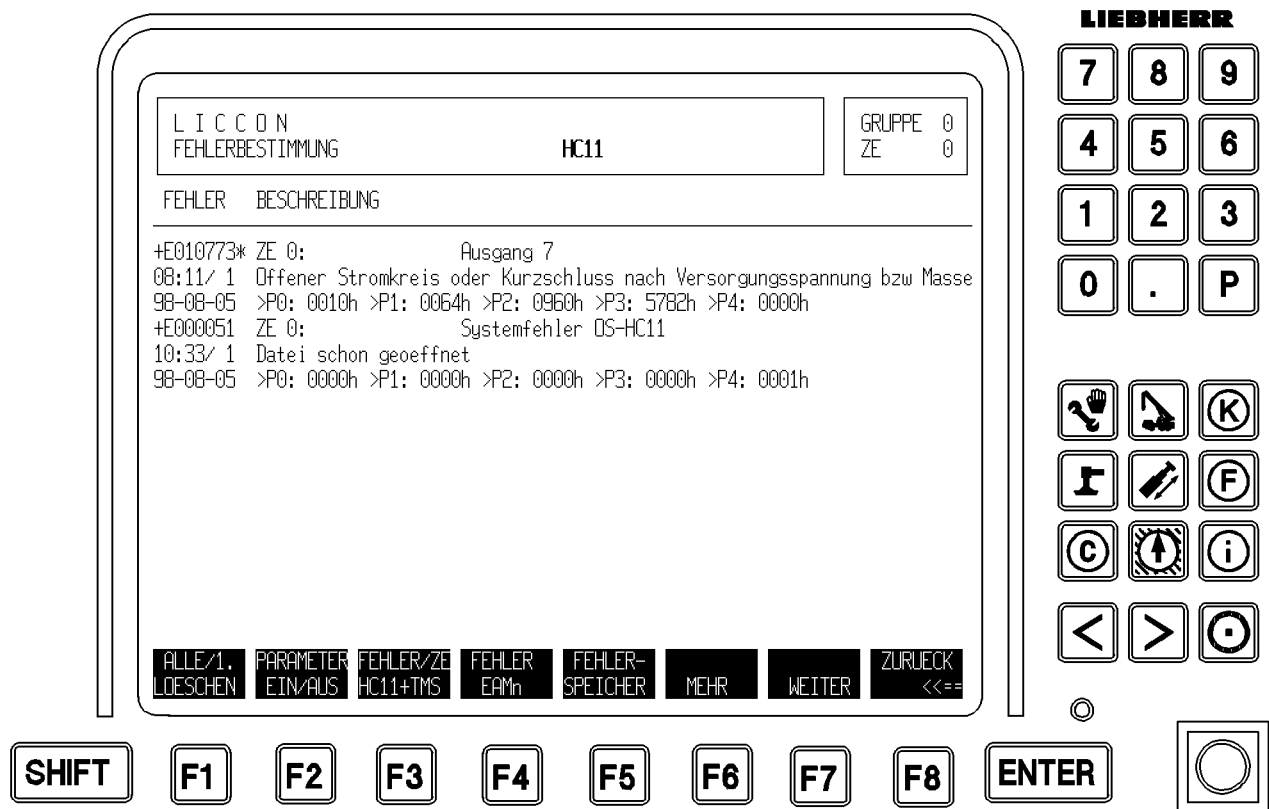 LIEBHERR
L I C C O N
FEHLERBESTIMMUNG HC11
GRUPPE 0
ZE 0
FEHLER BESCHREIBUNG
+E010773* ZE 0: Ausgang 7
08:11/ 1 Offener Stromkreis oder Kurzschluss nach Versorgungsspannung bzw Masse
98-08-05 >P0: 0010h >P1: 0064h >P2: 0960h >P3: 5782h >P4: 0000h
+E000051 ZE 0: Systemfehler OS-HC11
10:33/ 1 Datei schon geoeffnet
98-08-05 >P0: 0000h >P1: 0000h >P2: 0000h >P3: 0000h >P4: 0001h
ALLE/1. PARAMETER FEHLER/ZE FEHLER FEHLER- ZURUECK
LOESCHEN EIN/AUS HC11+TMS EAMn SPEICHER MEHR WEITER <<==
7 8 9
4 5 6
1 2 3
0 . P
K
F
C i
< >
SHIFT F1 F2 F3 F4 F5 F6 F7 F8 ENTER